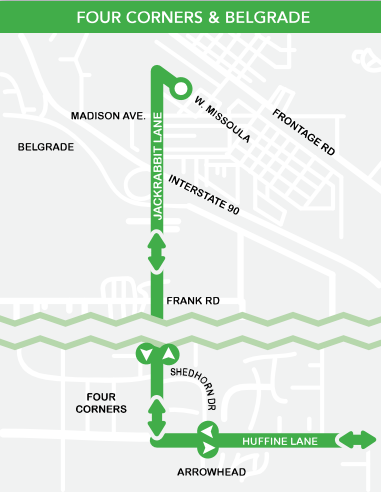 FOUR CORNERS & BELGRADE
MADISON AVE.
W. MISSOULA
FRONTAGE RD
BELGRADE
JACKRABBIT LANE
INTERSTATE 90
FRANK RD
SHEDHORN DR
FOUR
CORNERS
HUFFINE LANE
ARROWHEAD